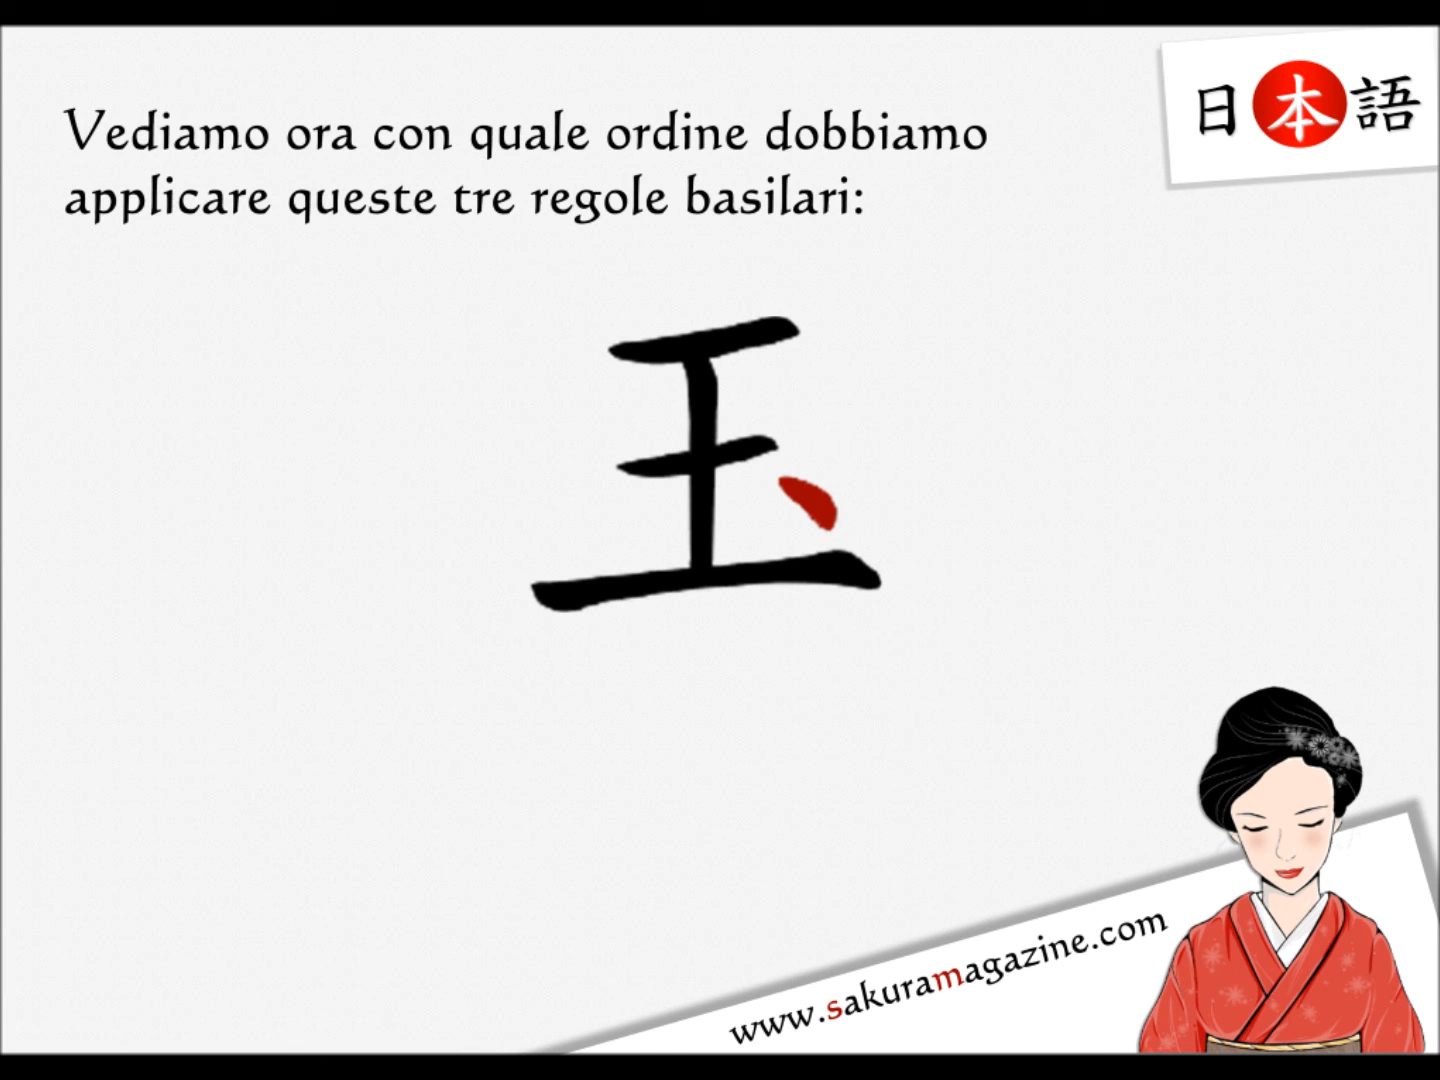 日本語
Vediamo ora con quale ordine dobbiamo
applicare queste tre regole basilari:
玉
www.sakuramagazine.com